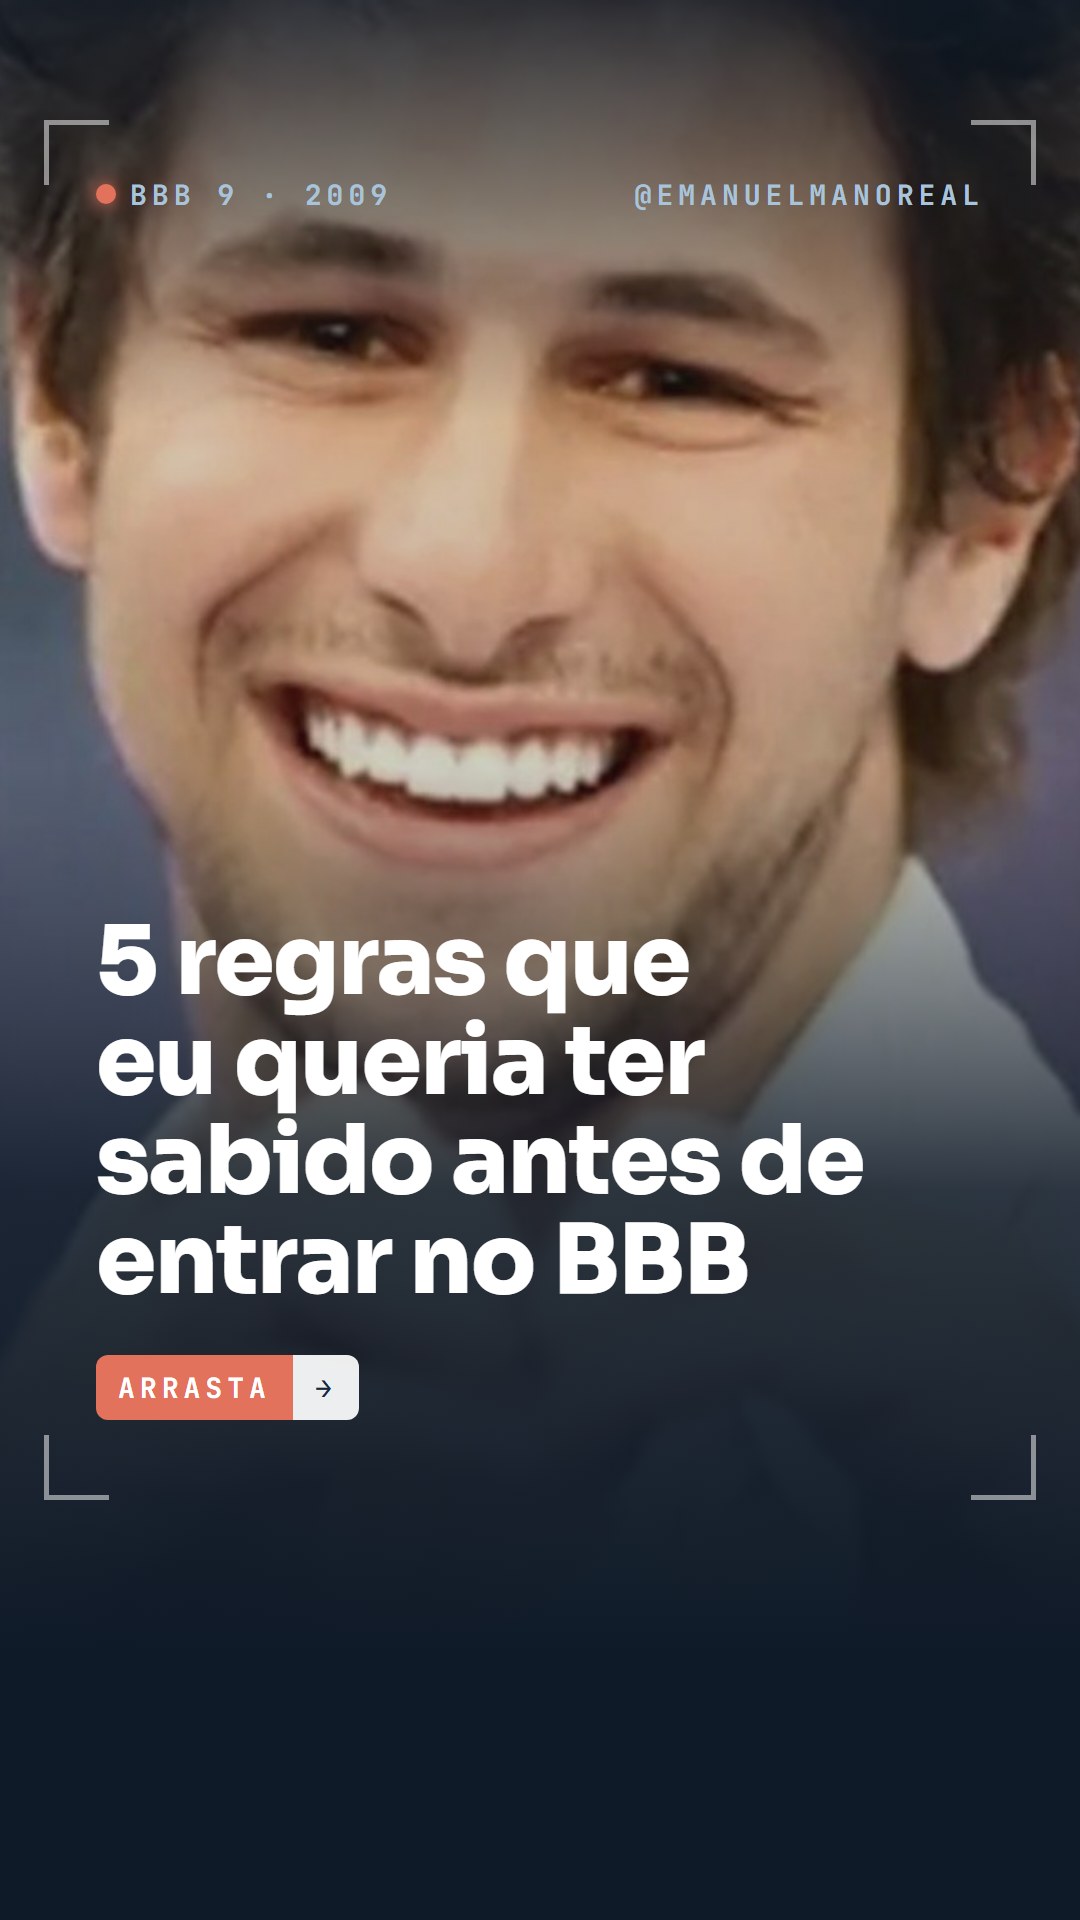 BBB 9 · 2009
@EMANUELMANOREAL
5 regras que
eu queria ter
sabido antes de
entrar no BBB
ARRASTA →